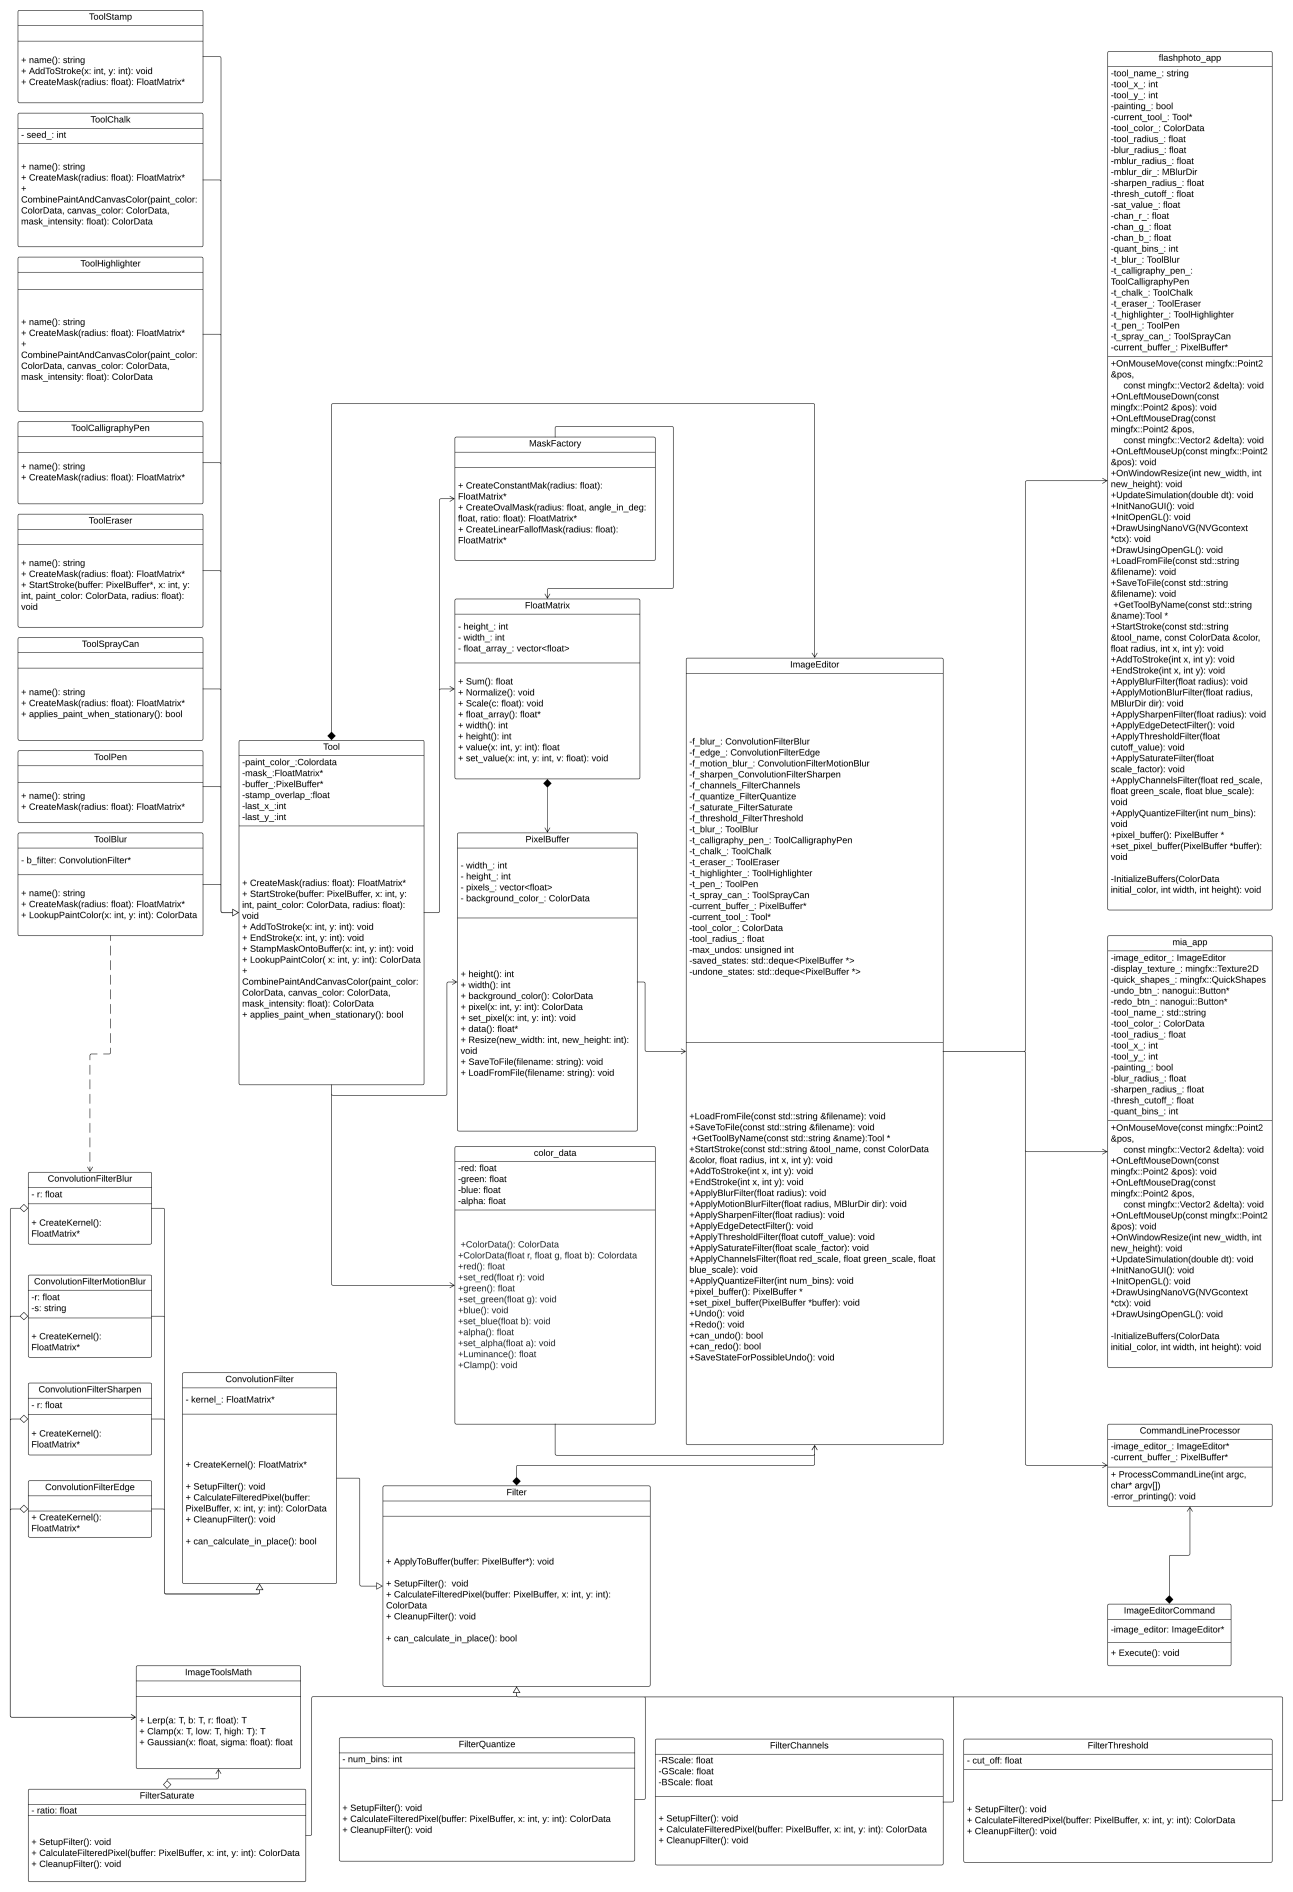 ToolStamp
+ name(): string
+ AddToStroke(x: int, y: int): void
+ CreateMask(radius: float): FloatMatrix*
ToolChalk
- seed_: int
+ name(): string
+ CreateMask(radius: float): FloatMatrix*
+
CombinePaintAndCanvasColor(paint_color:
ColorData, canvas_color: ColorData,
mask_intensity: float): ColorData
ToolHighlighter
+ name(): string
+ CreateMask(radius: float): FloatMatrix*
+
CombinePaintAndCanvasColor(paint_color:
ColorData, canvas_color: ColorData,
mask_intensity: float): ColorData
ToolCalligraphyPen
+ name(): string
+ CreateMask(radius: float): FloatMatrix*
ToolEraser
+ name(): string
+ CreateMask(radius: float): FloatMatrix*
+ StartStroke(buffer: PixelBuffer*, x: int, y:
int, paint_color: ColorData, radius: float):
void
ToolSprayCan
+ name(): string
+ CreateMask(radius: float): FloatMatrix*
+ applies_paint_when_stationary(): bool
ToolPen
+ name(): string
+ CreateMask(radius: float): FloatMatrix*
ToolBlur
- b_filter: ConvolutionFilter*
+ name(): string
+ CreateMask(radius: float): FloatMatrix*
+ LookupPaintColor(x: int, y: int): ColorData
Tool
-paint_color_:Colordata
-mask_:FloatMatrix*
-buffer_:PixelBuffer*
-stamp_overlap_:float
-last_x_:int
-last_y_:int
+ CreateMask(radius: float): FloatMatrix*
+ StartStroke(buffer: PixelBuffer, x: int, y:
int, paint_color: ColorData, radius: float):
void
+ AddToStroke(x: int, y: int): void
+ EndStroke(x: int, y: int): void
+ StampMaskOntoBuffer(x: int, y: int): void
+ LookupPaintColor( x: int, y: int): ColorData
+
CombinePaintAndCanvasColor(paint_color:
ColorData, canvas_color: ColorData,
mask_intensity: float): ColorData
+ applies_paint_when_stationary(): bool
MaskFactory
+ CreateConstantMak(radius: float):
FloatMatrix*
+ CreateOvalMask(radius: float, angle_in_deg:
float, ratio: float): FloatMatrix*
+ CreateLinearFallofMask(radius: float):
FloatMatrix*
FloatMatrix
- height_: int
- width_: int
- float_array_: vector<float>
+ Sum(): float
+ Normalize(): void
+ Scale(c: float): void
+ float_array(): float*
+ width(): int
+ height(): int
+ value(x: int, y: int): float
+ set_value(x: int, y: int, v: float): void
PixelBuffer
- width_: int
- height_: int
- pixels_: vector<float>
- background_color_: ColorData
+ height(): int
+ width(): int
+ background_color(): ColorData
+ pixel(x: int, y: int): ColorData
+ set_pixel(x: int, y: int): void
+ data(): float*
+ Resize(new_width: int, new_height: int):
void
+ SaveToFile(filename: string): void
+ LoadFromFile(filename: string): void
color_data
-red: float
-green: float
-blue: float
-alpha: float
+ColorData(): ColorData
+ColorData(float r, float g, float b): Colordata
+red(): float
+set_red(float r): void
+green(): float
+set_green(float g): void
+blue(): void
+set_blue(float b): void
+alpha(): float
+set_alpha(float a): void
+Luminance(): float
+Clamp(): void
ImageEditor
-f_blur_: ConvolutionFilterBlur
-f_edge_: ConvolutionFilterEdge
-f_motion_blur_: ConvolutionFilterMotionBlur
-f_sharpen_ConvolutionFilterSharpen
-f_channels_FilterChannels
-f_quantize_FilterQuantize
-f_saturate_FilterSaturate
-f_threshold_FilterThreshold
-t_blur_: ToolBlur
-t_calligraphy_pen_: ToolCalligraphyPen
-t_chalk_: ToolChalk
-t_eraser_: ToolEraser
-t_highlighter_: ToolHighlighter
-t_pen_: ToolPen
-t_spray_can_: ToolSprayCan
-current_buffer_: PixelBuffer*
-current_tool_: Tool*
-tool_color_: ColorData
-tool_radius_: float
-max_undos: unsigned int
-saved_states: std::deque<PixelBuffer *>
-undone_states: std::deque<PixelBuffer *>
+LoadFromFile(const std::string &filename): void
+SaveToFile(const std::string &filename): void
+GetToolByName(const std::string &name):Tool *
+StartStroke(const std::string &tool_name, const ColorData
&color, float radius, int x, int y): void
+AddToStroke(int x, int y): void
+EndStroke(int x, int y): void
+ApplyBlurFilter(float radius): void
+ApplyMotionBlurFilter(float radius, MBlurDir dir): void
+ApplySharpenFilter(float radius): void
+ApplyEdgeDetectFilter(): void
+ApplyThresholdFilter(float cutoff_value): void
+ApplySaturateFilter(float scale_factor): void
+ApplyChannelsFilter(float red_scale, float green_scale, float
blue_scale): void
+ApplyQuantizeFilter(int num_bins): void
+pixel_buffer(): PixelBuffer *
+set_pixel_buffer(PixelBuffer *buffer): void
+Undo(): void
+Redo(): void
+can_undo(): bool
+can_redo(): bool
+SaveStateForPossibleUndo(): void
flashphoto_app
-tool_name_: string
-tool_x_: int
-tool_y_: int
-painting_: bool
-current_tool_: Tool*
-tool_color_: ColorData
-tool_radius_: float
-blur_radius_: float
-mblur_radius_: float
-mblur_dir_: MBlurDir
-sharpen_radius_: float
-thresh_cutoff_: float
-sat_value_: float
-chan_r_: float
-chan_g_: float
-chan_b_: float
-quant_bins_: int
-t_blur_: ToolBlur
-t_calligraphy_pen_:
ToolCalligraphyPen
-t_chalk_: ToolChalk
-t_eraser_: ToolEraser
-t_highlighter_: ToolHighlighter
-t_pen_: ToolPen
-t_spray_can_: ToolSprayCan
-current_buffer_: PixelBuffer*
+OnMouseMove(const mingfx::Point2
&pos,
const mingfx::Vector2 &delta): void
+OnLeftMouseDown(const
mingfx::Point2 &pos): void
+OnLeftMouseDrag(const
mingfx::Point2 &pos,
const mingfx::Vector2 &delta): void
+OnLeftMouseUp(const mingfx::Point2
&pos): void
+OnWindowResize(int new_width, int
new_height): void
+UpdateSimulation(double dt): void
+InitNanoGUI(): void
+InitOpenGL(): void
+DrawUsingNanoVG(NVGcontext
*ctx): void
+DrawUsingOpenGL(): void
+LoadFromFile(const std::string
&filename): void
+SaveToFile(const std::string
&filename): void
+GetToolByName(const std::string
&name):Tool *
+StartStroke(const std::string
&tool_name, const ColorData &color,
float radius, int x, int y): void
+AddToStroke(int x, int y): void
+EndStroke(int x, int y): void
+ApplyBlurFilter(float radius): void
+ApplyMotionBlurFilter(float radius,
MBlurDir dir): void
+ApplySharpenFilter(float radius): void
+ApplyEdgeDetectFilter(): void
+ApplyThresholdFilter(float
cutoff_value): void
+ApplySaturateFilter(float
scale_factor): void
+ApplyChannelsFilter(float red_scale,
float green_scale, float blue_scale):
void
+ApplyQuantizeFilter(int num_bins):
void
+pixel_buffer(): PixelBuffer *
+set_pixel_buffer(PixelBuffer *buffer):
void
-InitializeBuffers(ColorData
initial_color, int width, int height): void
mia_app
-image_editor_: ImageEditor
-display_texture_: mingfx::Texture2D
-quick_shapes_: mingfx::QuickShapes
-undo_btn_: nanogui::Button*
-redo_btn_: nanogui::Button*
-tool_name_: std::string
-tool_color_: ColorData
-tool_radius_: float
-tool_x_: int
-tool_y_: int
-painting_: bool
-blur_radius_: float
-sharpen_radius_: float
-thresh_cutoff_: float
-quant_bins_: int
+OnMouseMove(const mingfx::Point2
&pos,
const mingfx::Vector2 &delta): void
+OnLeftMouseDown(const
mingfx::Point2 &pos): void
+OnLeftMouseDrag(const
mingfx::Point2 &pos,
const mingfx::Vector2 &delta): void
+OnLeftMouseUp(const mingfx::Point2
&pos): void
+OnWindowResize(int new_width, int
new_height): void
+UpdateSimulation(double dt): void
+InitNanoGUI(): void
+InitOpenGL(): void
+DrawUsingNanoVG(NVGcontext
*ctx): void
+DrawUsingOpenGL(): void
-InitializeBuffers(ColorData
initial_color, int width, int height): void
CommandLineProcessor
-image_editor_: ImageEditor*
-current_buffer_: PixelBuffer*
+ ProcessCommandLine(int argc,
char* argv[])
-error_printing(): void
ImageEditorCommand
-image_editor: ImageEditor*
+ Execute(): void
ConvolutionFilterBlur
- r: float
+ CreateKernel():
FloatMatrix*
ConvolutionFilterMotionBlur
-r: float
-s: string
+ CreateKernel():
FloatMatrix*
ConvolutionFilterSharpen
- r: float
+ CreateKernel():
FloatMatrix*
ConvolutionFilterEdge
+ CreateKernel():
FloatMatrix*
ConvolutionFilter
- kernel_: FloatMatrix*
+ CreateKernel(): FloatMatrix*
+ SetupFilter(): void
+ CalculateFilteredPixel(buffer:
PixelBuffer, x: int, y: int): ColorData
+ CleanupFilter(): void
+ can_calculate_in_place(): bool
Filter
+ ApplyToBuffer(buffer: PixelBuffer*): void
+ SetupFilter(): void
+ CalculateFilteredPixel(buffer: PixelBuffer, x: int, y: int):
ColorData
+ CleanupFilter(): void
+ can_calculate_in_place(): bool
ImageToolsMath
+ Lerp(a: T, b: T, r: float): T
+ Clamp(x: T, low: T, high: T): T
+ Gaussian(x: float, sigma: float): float
FilterSaturate
- ratio: float
+ SetupFilter(): void
+ CalculateFilteredPixel(buffer: PixelBuffer, x: int, y: int): ColorData
+ CleanupFilter(): void
FilterQuantize
- num_bins: int
+ SetupFilter(): void
+ CalculateFilteredPixel(buffer: PixelBuffer, x: int, y: int): ColorData
+ CleanupFilter(): void
FilterChannels
-RScale: float
-GScale: float
-BScale: float
+ SetupFilter(): void
+ CalculateFilteredPixel(buffer: PixelBuffer, x: int, y: int): ColorData
+ CleanupFilter(): void
FilterThreshold
- cut_off: float
+ SetupFilter(): void
+ CalculateFilteredPixel(buffer: PixelBuffer, x: int, y: int): ColorData
+ CleanupFilter(): void